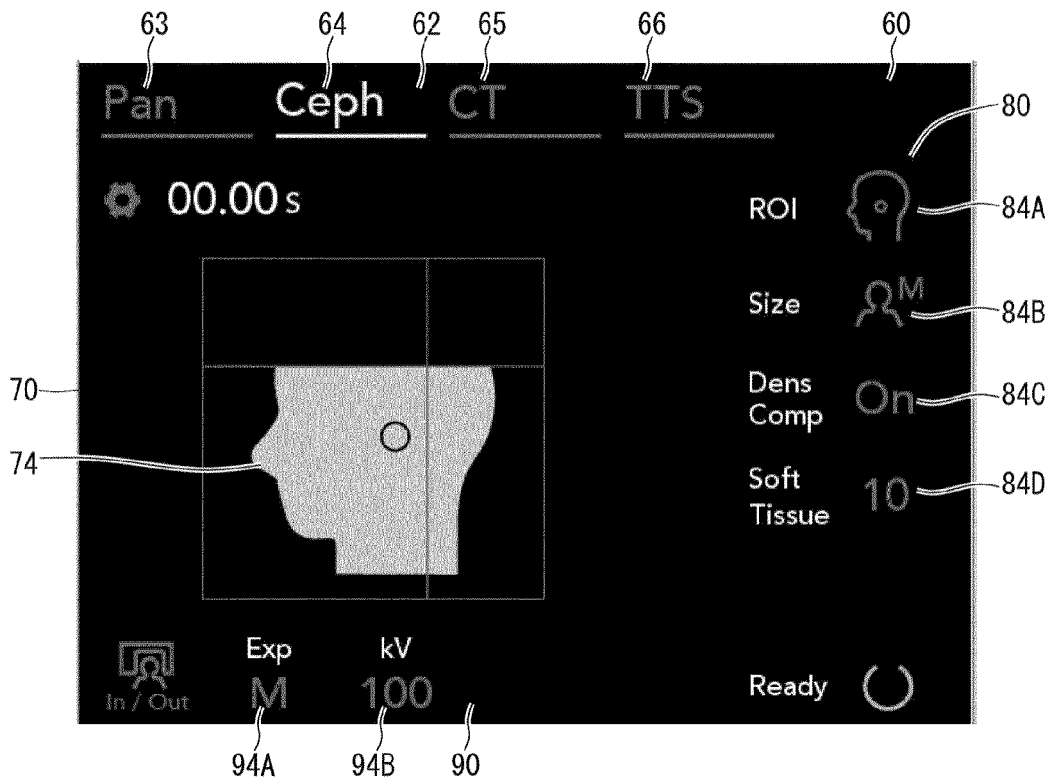 63 64 62 65 66 60
Pan Ceph CT TTS
80
00.00 s
ROI
84A
Size M
84B
70
Dens
Comp
On
84C
74
Soft
Tissue
10
84D
Exp kV
In / Out M 100
Ready
94A 94B 90